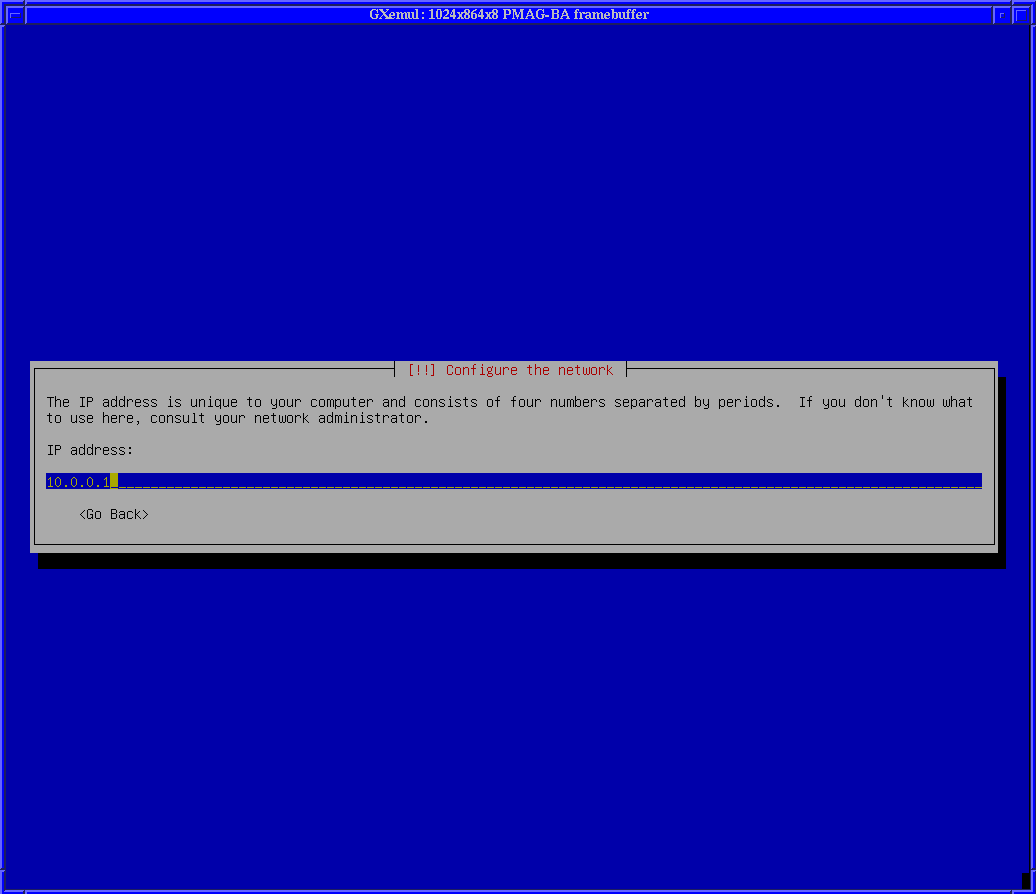 GXemul: 1024x864x8 PMAG-BA framebuffer
[!!] Configure the network
The IP address is unique to your computer and consists of four numbers separated by periods.  If you don't know what
to use here, consult your network administrator.
IP address:
10.0.0.1
<Go Back>